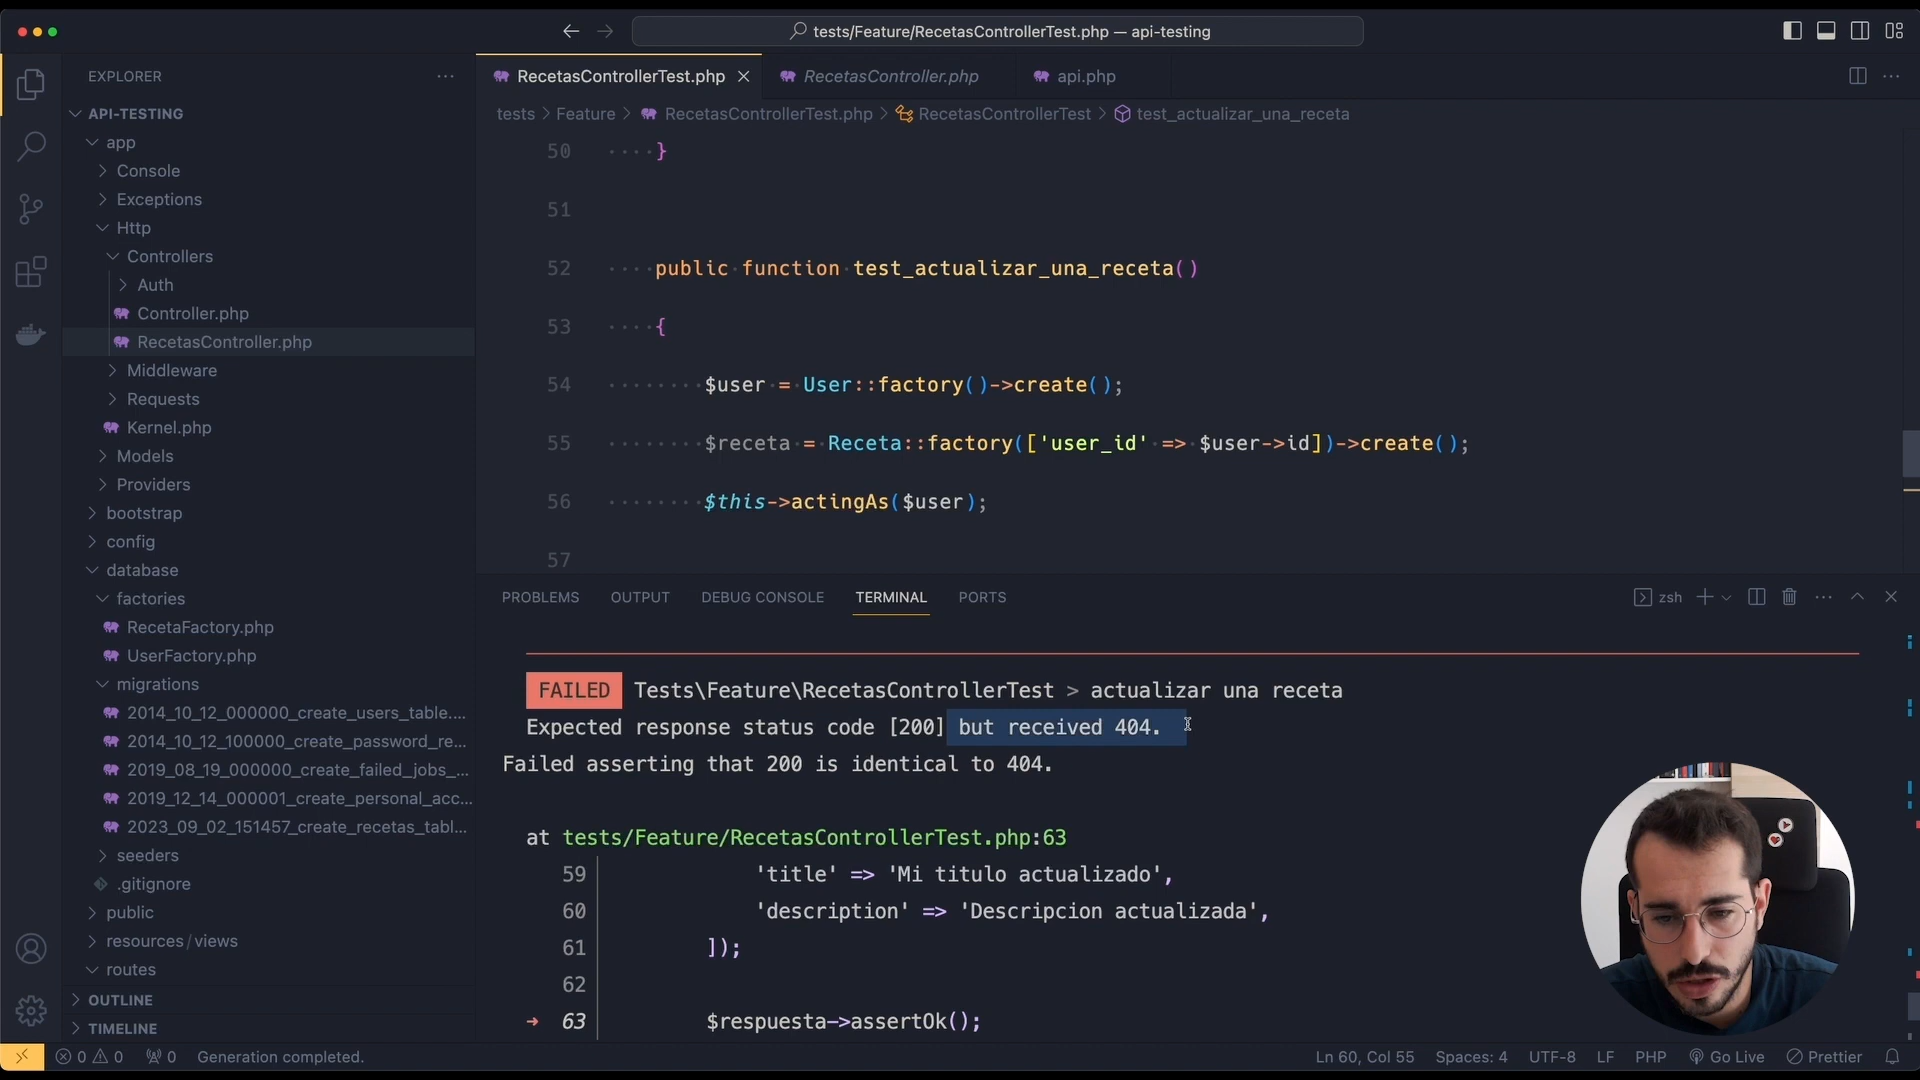 tests/Feature/RecetasControllerTest.php — api-testing
EXPLORER
API-TESTING
app
Console
Exceptions
Http
Controllers
Auth
Controller.php
RecetasController.php
Middleware
Requests
Kernel.php
Models
Providers
bootstrap
config
database
factories
RecetaFactory.php
UserFactory.php
migrations
2014_10_12_000000_create_users_table....
2014_10_12_100000_create_password_re...
2019_08_19_000000_create_failed_jobs_...
2019_12_14_000001_create_personal_acc...
2023_09_02_151457_create_recetas_tabl...
seeders
.gitignore
public
resources/views
routes
OUTLINE
TIMELINE
RecetasControllerTest.php
RecetasController.php
api.php
tests > Feature > RecetasControllerTest.php > RecetasControllerTest > test_actualizar_una_receta
50 ····}
51
52 ····public·function·test_actualizar_una_receta()
53 ····{
54 ········$user·=·User::factory()->create();
55 ········$receta·=·Receta::factory(['user_id'·=>·$user->id])->create();
56 ········$this->actingAs($user);
57
PROBLEMS OUTPUT DEBUG CONSOLE TERMINAL PORTS
zsh
FAILED Tests\Feature\RecetasControllerTest > actualizar una receta
Expected response status code [200] but received 404.
Failed asserting that 200 is identical to 404.
at tests/Feature/RecetasControllerTest.php:63
59 'title' => 'Mi titulo actualizado',
60 'description' => 'Descripcion actualizada',
61 ]);
62
→ 63 $respuesta->assertOk();
0 0 0 Generation completed. Ln 60, Col 55 Spaces: 4 UTF-8 LF PHP Go Live Prettier